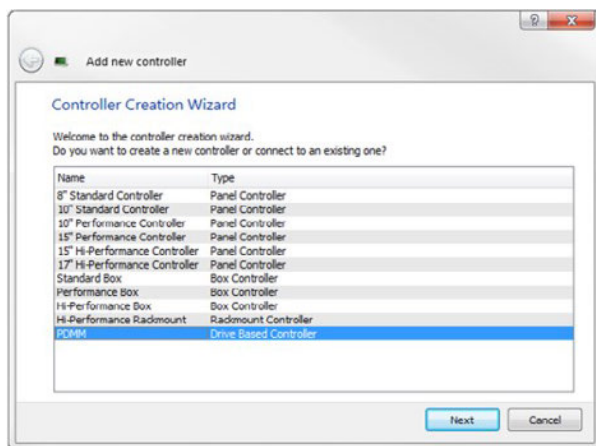 Add new controller
Controller Creation Wizard
Welcome to the controller creation wizard.
Do you want to create a new controller or connect to an existing one?
Name Type
8" Standard Controller Panel Controller
10" Standard Controller Panel Controller
10" Performance Controller Panel Controller
15" Performance Controller Panel Controller
15" Hi-Performance Controller Panel Controller
17" Hi-Performance Controller Panel Controller
Standard Box Box Controller
Performance Box Box Controller
Hi-Performance Box Box Controller
Hi-Performance Rackmount Rackmount Controller
PDMM Drive Based Controller
Next Cancel